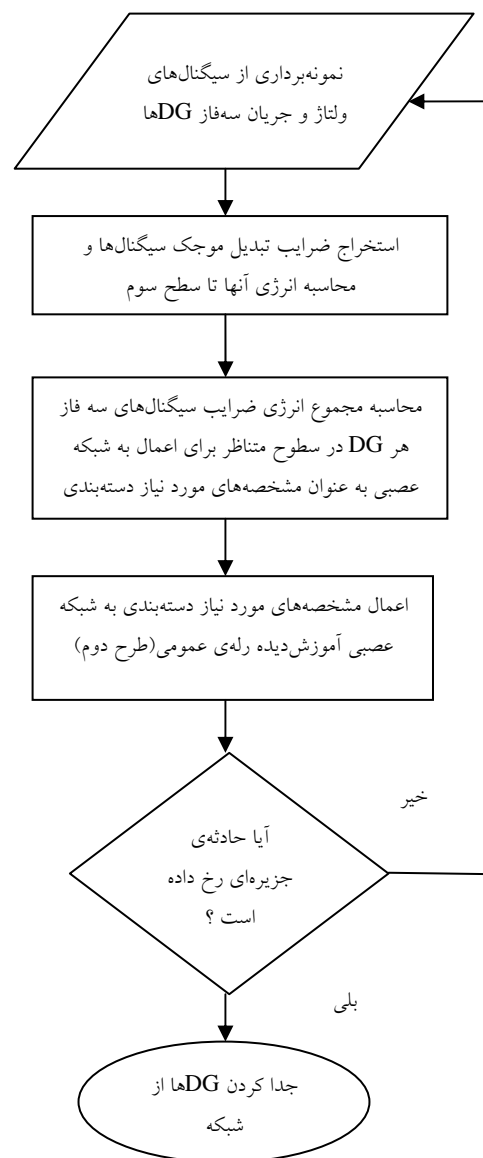 نمونه‌برداری از سیگنال‌های
ولتاژ و جریان سه‌فاز DGها
استخراج ضرایب تبدیل موجک سیگنال‌ها و
محاسبه انرژی آنها تا سطح سوم
محاسبه مجموع انرژی ضرایب سیگنال‌های سه فاز
هر DG در سطوح متناظر برای اعمال به شبکه
عصبی به عنوان مشخصه‌های مورد نیاز دسته‌بندی
اعمال مشخصه‌های مورد نیاز دسته‌بندی به شبکه
عصبی آموزش‌دیده رله‌ی عمومی(طرح دوم)
خیر
آیا حادثه‌ی
جزیره‌ای رخ داده
است ؟
بلی
جدا کردن DGها از
شبکه